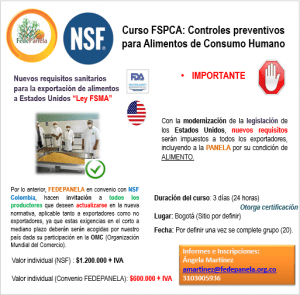 FedePanela
NSF
Curso FSPCA: Controles preventivos
para Alimentos de Consumo Humano
Nuevos requisitos sanitarios
para la exportación de alimentos
a Estados Unidos "Ley FSMA"
FDA
• IMPORTANTE
Con la modernización de la legislación de
los Estados Unidos, nuevos requisitos
serán impuestos a todos los exportadores,
incluyendo a la PANELA por su condición de
ALIMENTO.
Por lo anterior, FEDEPANELA en convenio con NSF
Colombia, hacen invitación a todos los
productores que deseen actualizarse en la nueva
normativa, aplicable tanto a exportadores como no
exportadores, ya que estas exigencias en el corto a
mediano plazo deberán serán acogidos por nuestro
país dada su participación en la OMC (Organización
Mundial del Comercio).
Valor individual (NSF) : $1.200.000 + IVA
Valor individual (Convenio FEDEPANELA): $600.000 + IVA
Duración del curso: 3 días (24 horas)
Otorga certificación
Lugar: Bogotá (Sitio por definir)
Fecha: Por definir una vez se complete grupo (20).
Informes e Inscripciones:
Ángela Martínez
amartinez@fedepanela.org.co
3103005936